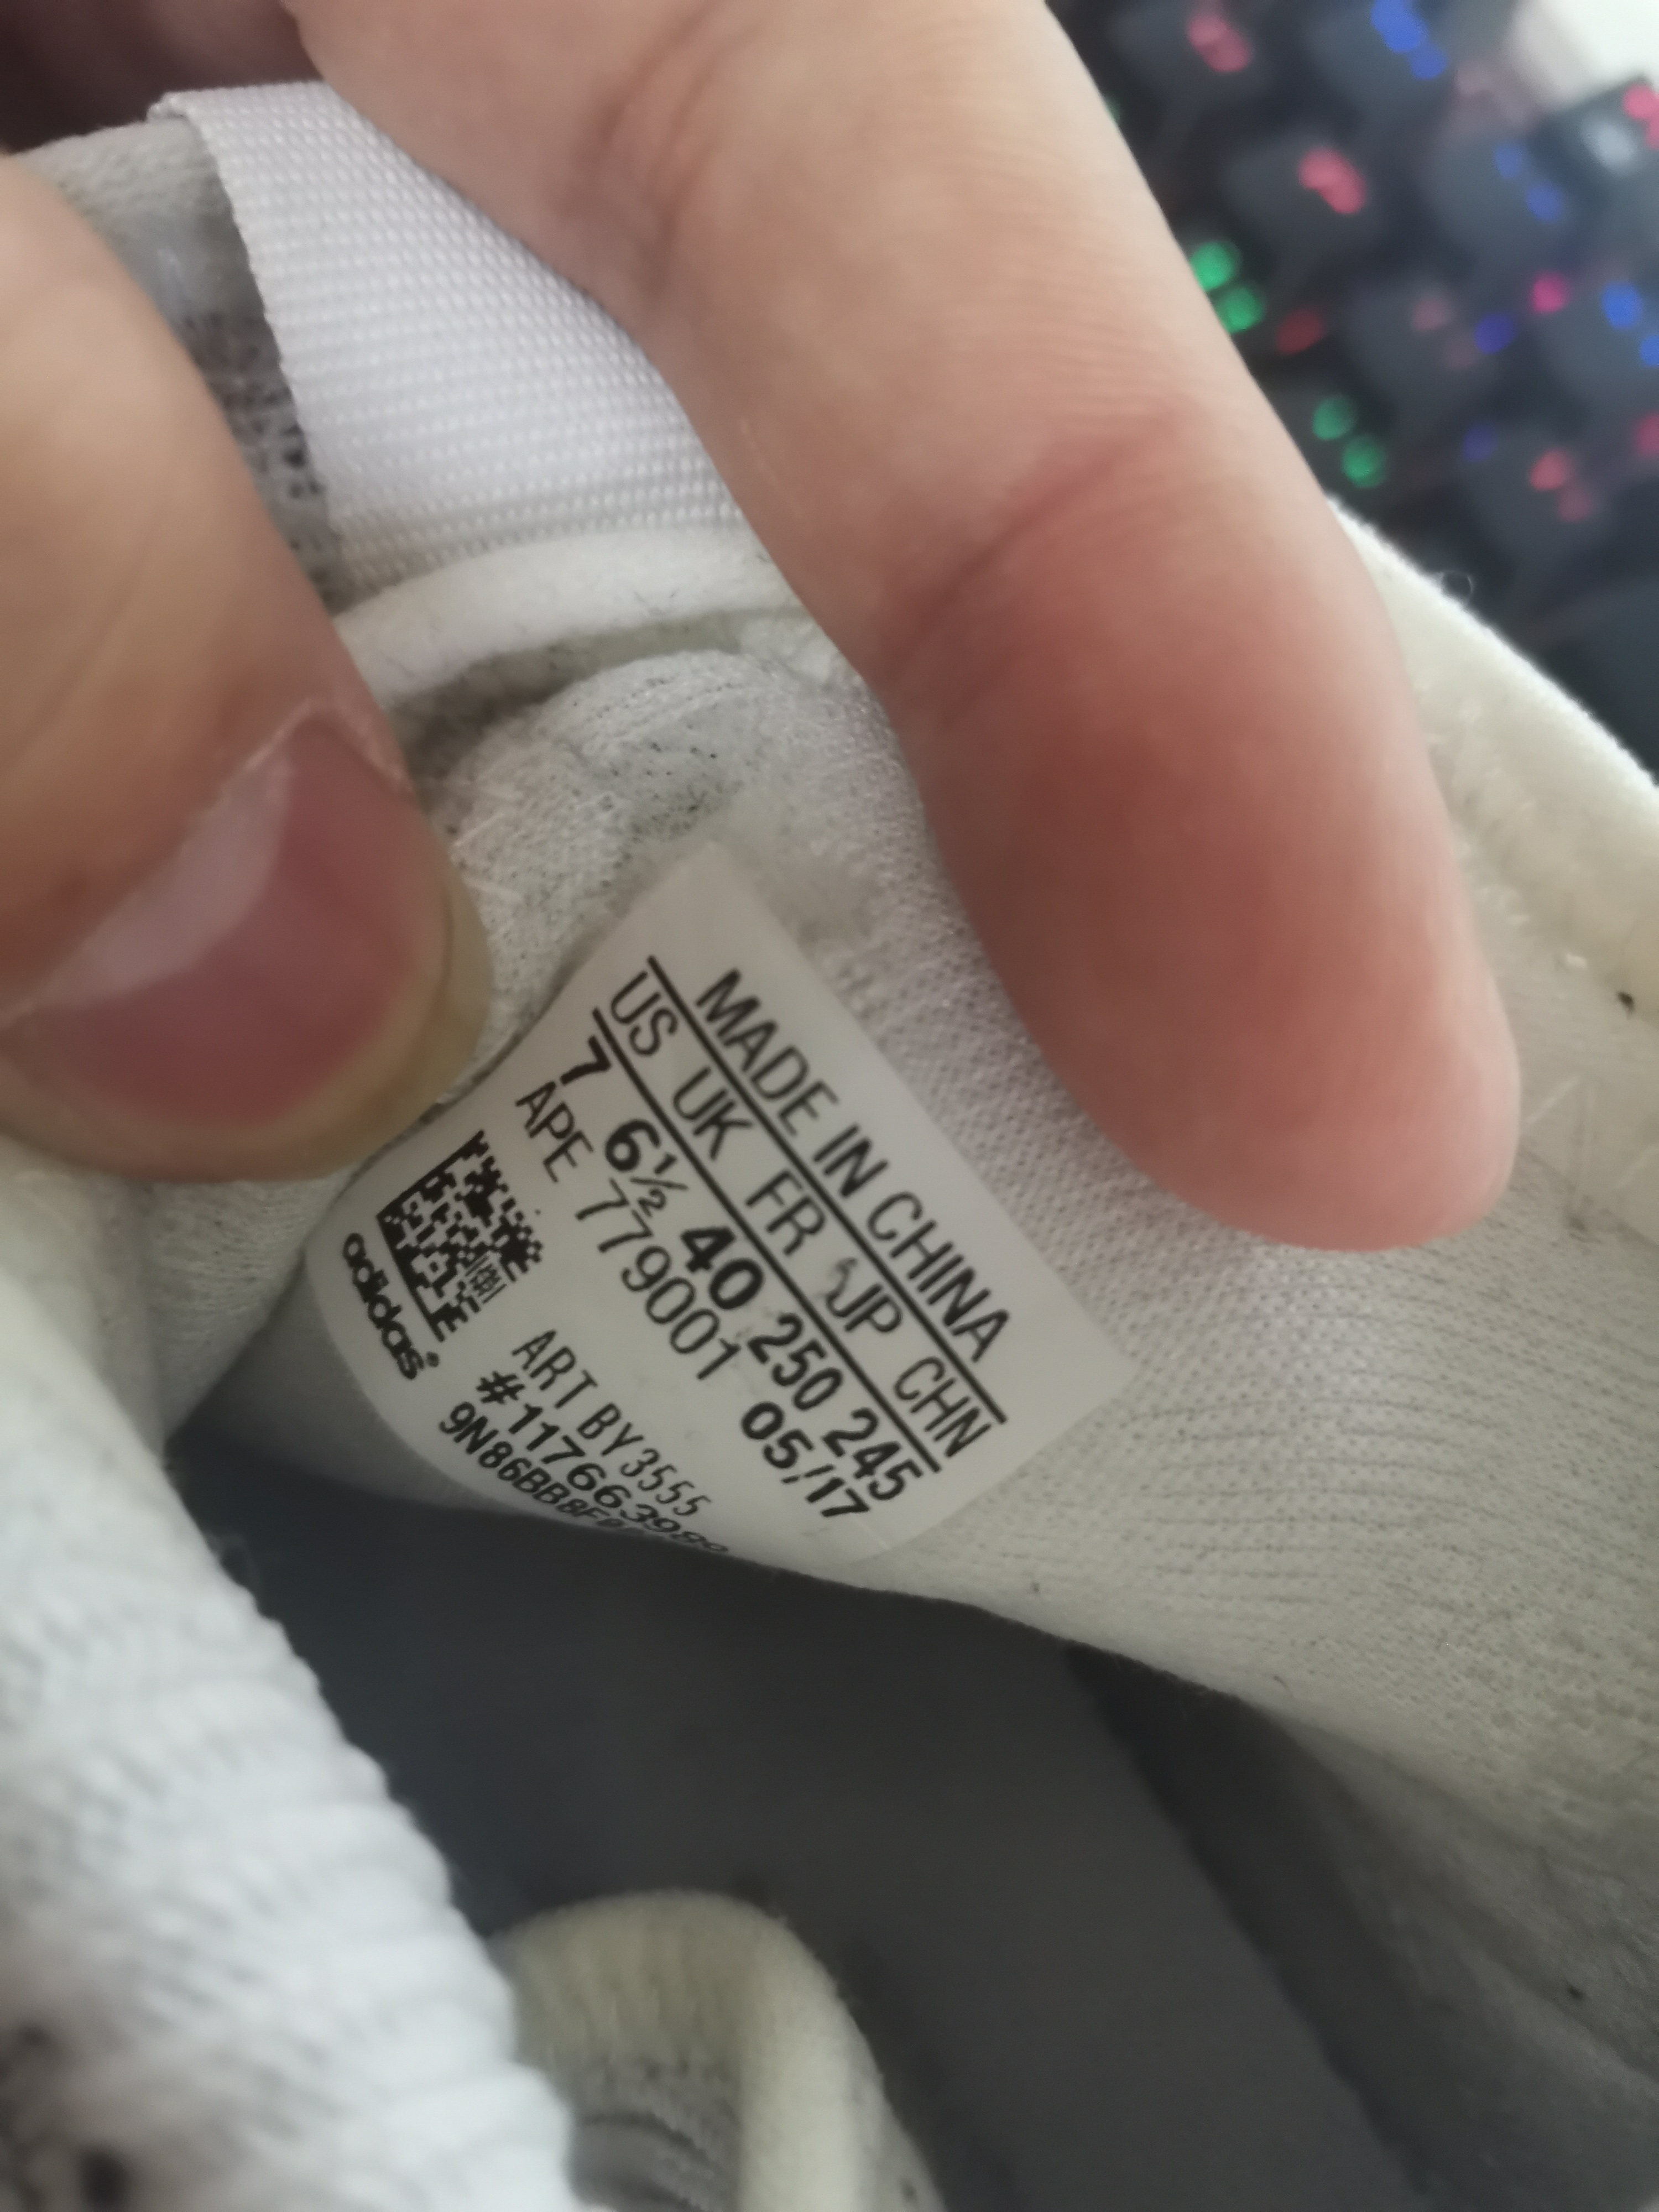 MADE IN CHINA
US UK FR JP CHN
7 6½ 40 250 245
APE 779001 05/17
ART BY3555
adidas®